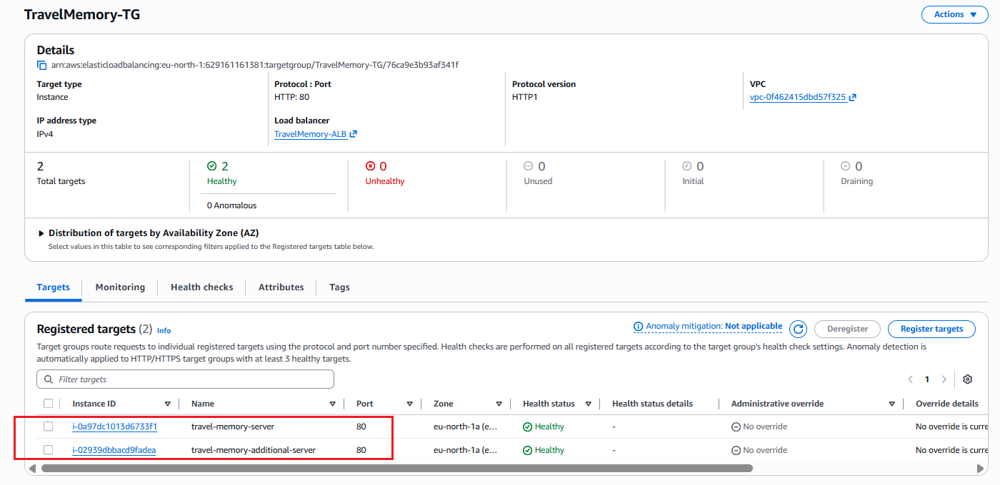 TravelMemory-TG
Actions
Details
arn:aws:elasticloadbalancing:eu-north-1:629161161381:targetgroup/TravelMemory-TG/76ca9e3b93af341f
Target type
Instance
Protocol : Port
HTTP: 80
Protocol version
HTTP1
VPC
vpc-0f462415dbd57f325
IP address type
IPv4
Load balancer
TravelMemory-ALB
2
Total targets
2
Healthy
0 Anomalous
0
Unhealthy
0
Unused
0
Initial
0
Draining
Distribution of targets by Availability Zone (AZ)
Select values in this table to see corresponding filters applied to the Registered targets table below.
Targets Monitoring Health checks Attributes Tags
Registered targets (2) Info
Anomaly mitigation: Not applicable
Deregister
Register targets
Target groups route requests to individual registered targets using the protocol and port number specified. Health checks are performed on all registered targets according to the target group's health check settings. Anomaly detection is
automatically applied to HTTP/HTTPS target groups with at least 3 healthy targets.
Filter targets
1
Instance ID Name Port Zone Health status Health status details Administrative override Override details
i-0a97dc1013d6733f1 travel-memory-server 80 eu-north-1a (e... Healthy - No override No override is curre
i-02939dbbacd9fadea travel-memory-additional-server 80 eu-north-1a (e... Healthy - No override No override is curre